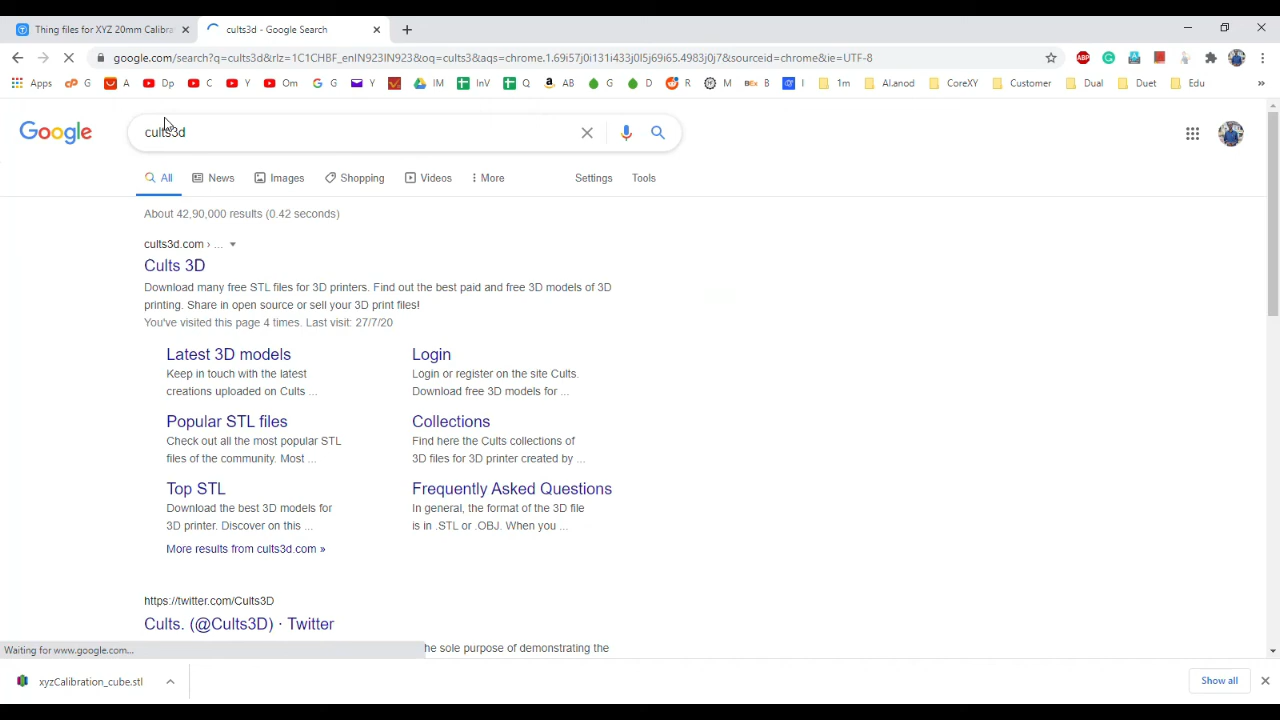 Thing files for XYZ 20mm Calibra
cults3d - Google Search
google.com/search?q=cults3d&rlz=1C1CHBF_enIN923IN923&oq=cults3&aqs=chrome.1.69i57j0i131i433j0l5j69i65.4983j0j7&sourceid=chrome&ie=UTF-8
ABP
Apps G A Dp C Y Om G Y IM InV Q AB G D R M B I 1m Al.anod CoreXY Customer Dual Duet Edu »
Google
cults3d
All News Images Shopping Videos More Settings Tools
About 42,90,000 results (0.42 seconds)
cults3d.com › ...
Cults 3D
Download many free STL files for 3D printers. Find out the best paid and free 3D models of 3D
printing. Share in open source or sell your 3D print files!
You've visited this page 4 times. Last visit: 27/7/20
Latest 3D models
Keep in touch with the latest
creations uploaded on Cults ...
Login
Login or register on the site Cults.
Download free 3D models for ...
Popular STL files
Check out all the most popular STL
files of the community. Most ...
Collections
Find here the Cults collections of
3D files for 3D printer created by ...
Top STL
Download the best 3D models for
3D printer. Discover on this ...
Frequently Asked Questions
In general, the format of the 3D file
is in .STL or .OBJ. When you ...
More results from cults3d.com »
https://twitter.com/Cults3D
Cults. (@Cults3D) · Twitter
he sole purpose of demonstrating the
Waiting for www.google.com...
xyzCalibration_cube.stl
Show all